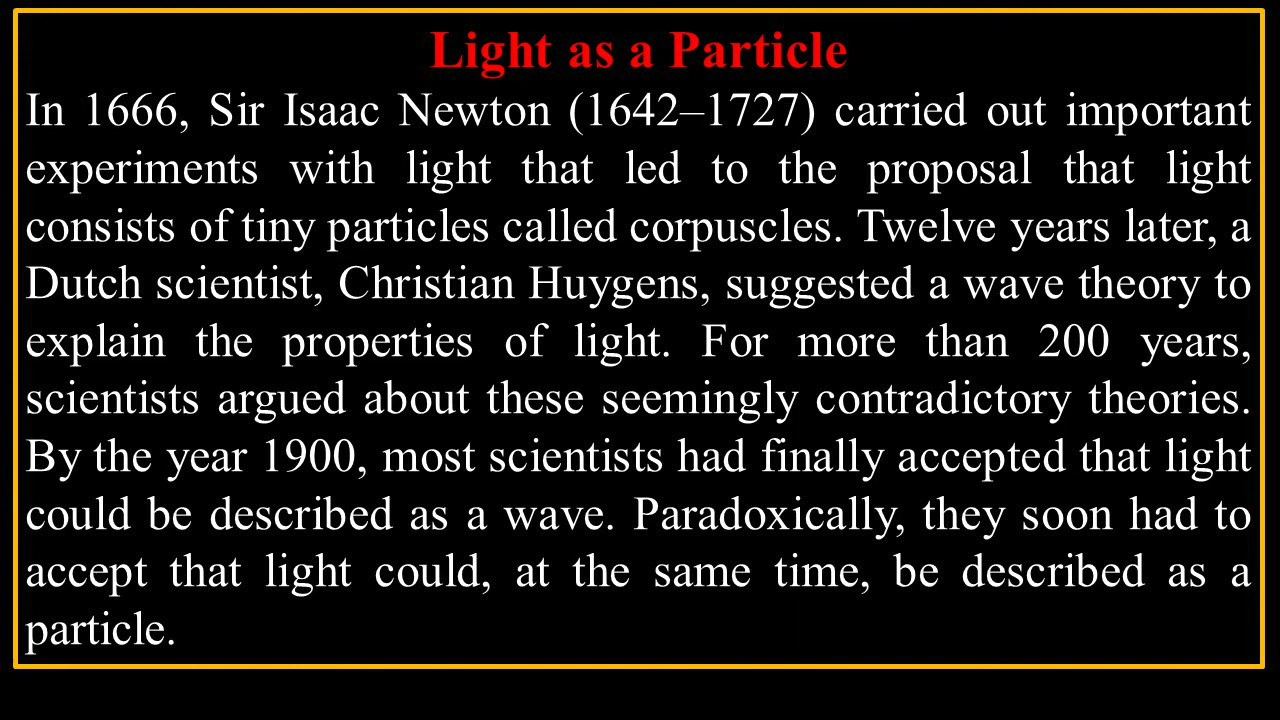 Light as a Particle
In 1666, Sir Isaac Newton (1642–1727) carried out important
experiments with light that led to the proposal that light
consists of tiny particles called corpuscles. Twelve years later, a
Dutch scientist, Christian Huygens, suggested a wave theory to
explain the properties of light. For more than 200 years,
scientists argued about these seemingly contradictory theories.
By the year 1900, most scientists had finally accepted that light
could be described as a wave. Paradoxically, they soon had to
accept that light could, at the same time, be described as a
particle.